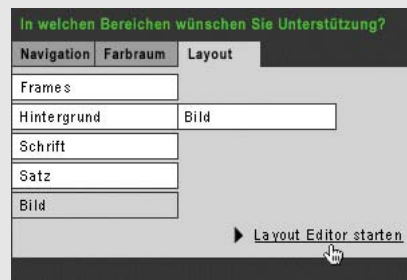 In welchen Bereichen wünschen Sie Unterstützung?
Navigation Farbraum Layout
Frames
Hintergrund Bild
Schrift
Satz
Bild
Layout Editor starten